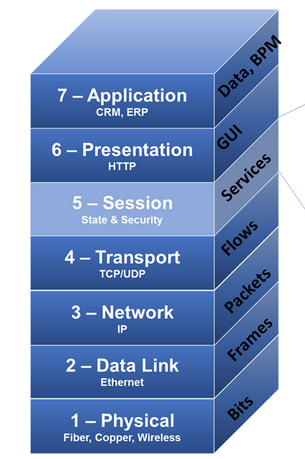 7 – Application
CRM, ERP
Data, BPM
6 – Presentation
HTTP
GUI
5 – Session
State & Security
Services
4 – Transport
TCP/UDP
Flows
3 – Network
IP
Packets
2 – Data Link
Ethernet
Frames
1 – Physical
Fiber, Copper, Wireless
Bits